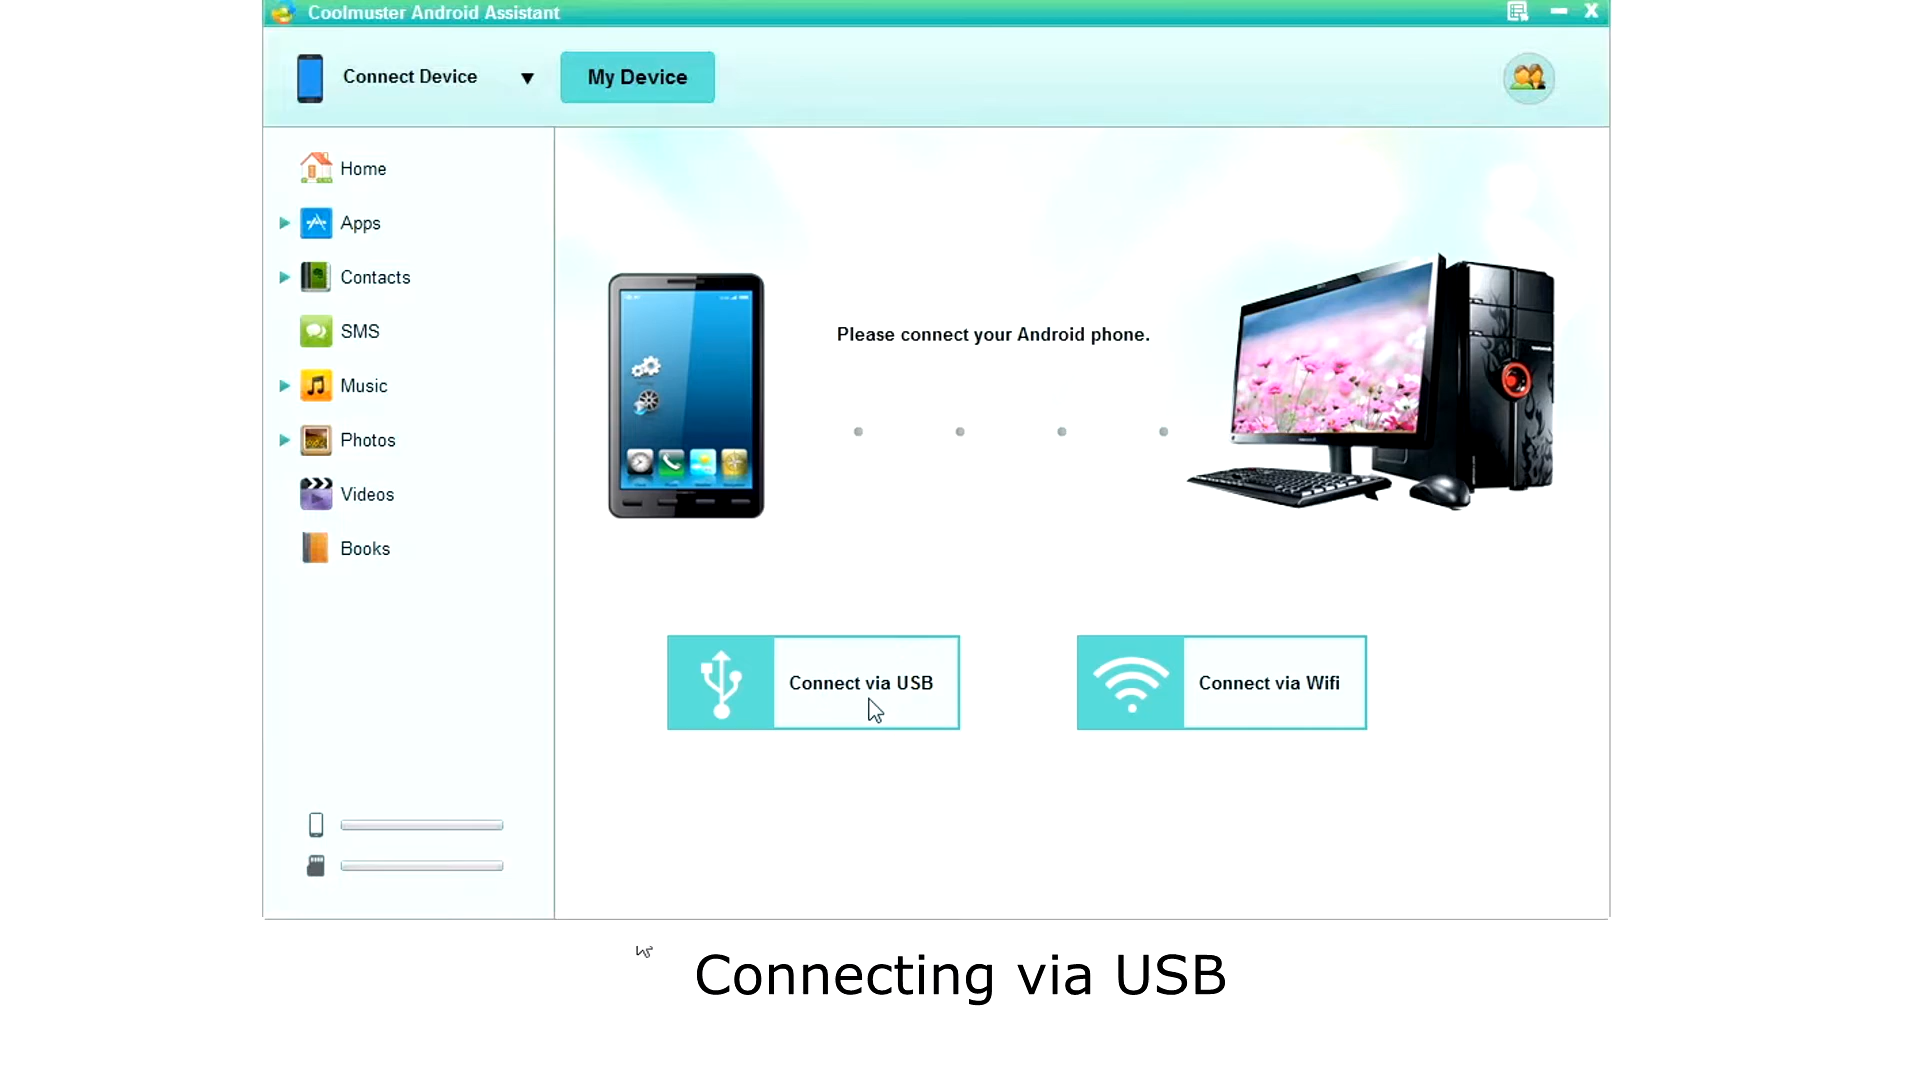 Coolmuster Android Assistant
Connect Device
My Device
Home
Apps
Contacts
SMS
Music
Photos
Videos
Books
Please connect your Android phone.
Connect via USB
Connect via Wifi
Connecting via USB